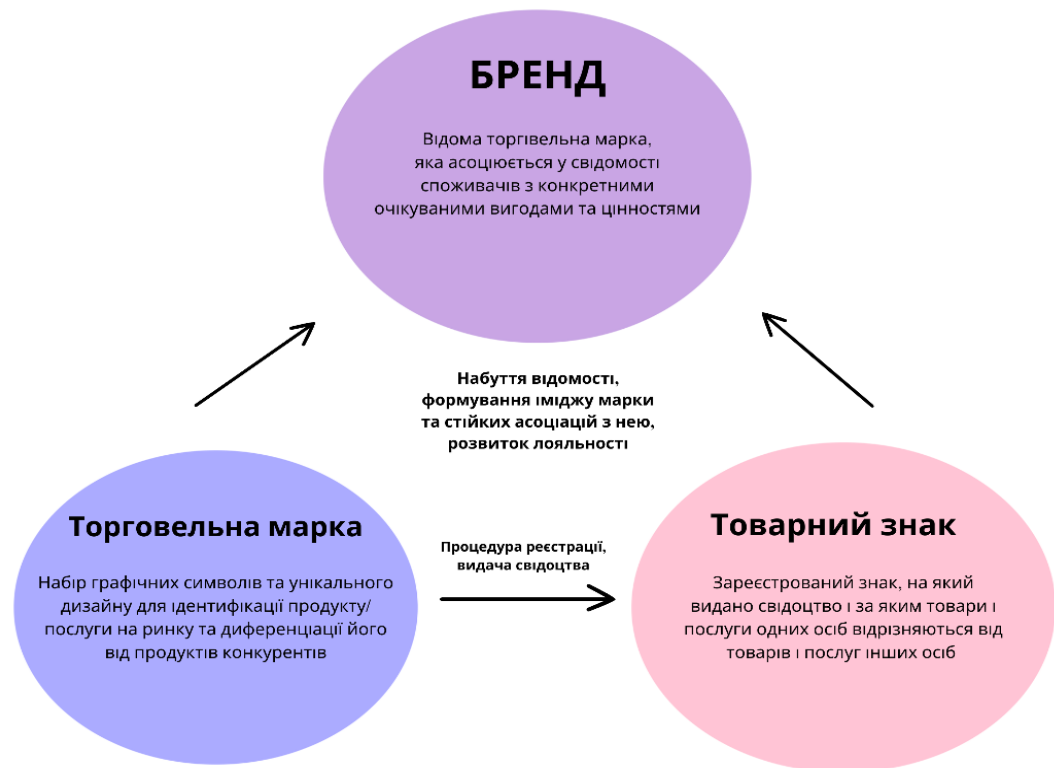 БРЕНД
Відома торгівельна марка,
яка асоціюється у свідомості
споживачів з конкретними
очікуваними вигодами та цінностями
Набуття відомості,
формування іміджу марки
та стійких асоціацій з нею,
розвиток лояльності
Торговельна марка
Набір графічних символів та унікального
дизайну для ідентифікації продукту/
послуги на ринку та диференціації його
від продуктів конкурентів
Процедура реєстрації,
видача свідоцтва
Товарний знак
Зареєстрований знак, на який
видано свідоцтво і за яким товари і
послуги одних осіб відрізняються від
товарів і послуг інших осіб